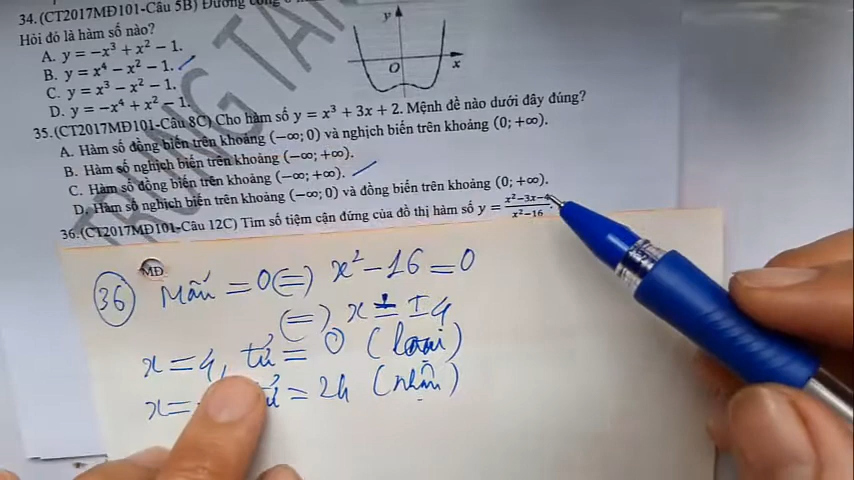 34. (CT2017MĐ101-Câu 5B) Đường cong
Hỏi đó là hàm số nào?
A. y = −x³ + x² − 1.
B. y = x⁴ − x² − 1.
C. y = x³ − x² − 1.
D. y = −x⁴ + x² − 1.
y
O
x
35.(CT2017MĐ101-Câu 8C) Cho hàm số y = x³ + 3x + 2. Mệnh đề nào dưới đây đúng?
A. Hàm số đồng biến trên khoảng (−∞; 0) và nghịch biến trên khoảng (0; +∞).
B. Hàm số nghịch biến trên khoảng (−∞; +∞).
C. Hàm số đồng biến trên khoảng (−∞; +∞).
D. Hàm số nghịch biến trên khoảng (−∞; 0) và đồng biến trên khoảng (0; +∞).
36.(CT2017MĐ101-Câu 12C) Tìm số tiệm cận đứng của đồ thị hàm số y = (x²−3x−)/(x²−16).
TRUNG TÂM
MĐ
36 Mẫu = 0 (=) x² − 16 = 0
(=) x = ±4
x = 4, tử = 0 (loại)
x = tử = 24 (nhận)